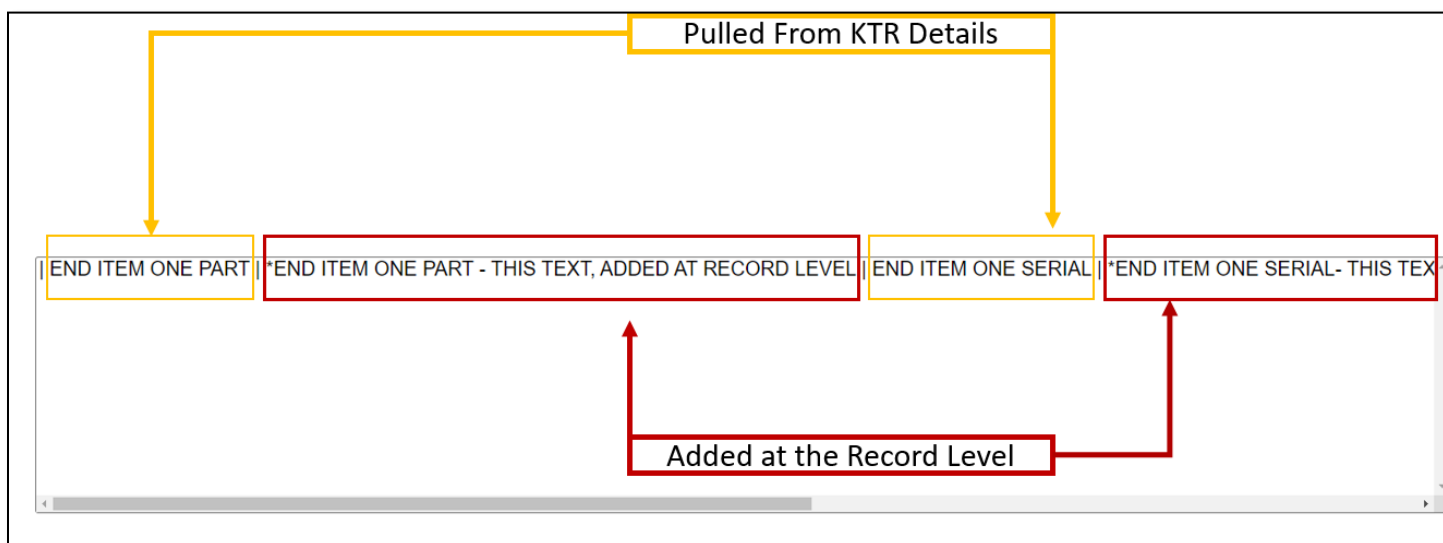 Pulled From KTR Details
| END ITEM ONE PART | *END ITEM ONE PART - THIS TEXT, ADDED AT RECORD LEVEL | END ITEM ONE SERIAL | *END ITEM ONE SERIAL- THIS TEX
Added at the Record Level